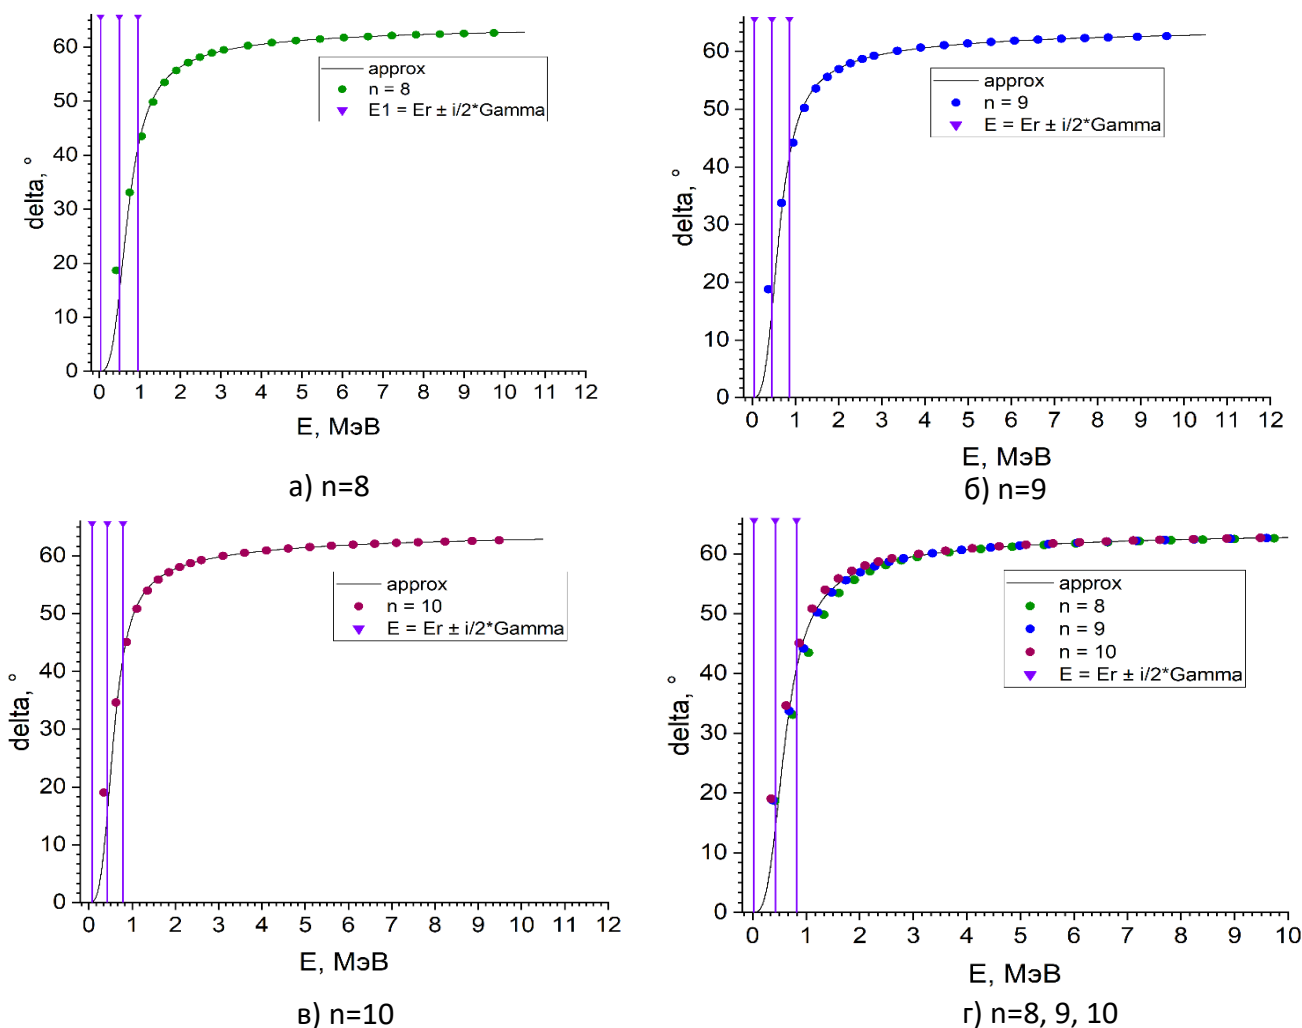 60
50
40
30
20
10
0
delta, °
approx
n = 8
E1 = Er ± i/2*Gamma
0 1 2 3 4 5 6 7 8 9 10 11 12
E, МэВ
а) n=8
60
50
40
30
20
10
0
delta, °
approx
n = 9
E = Er ± i/2*Gamma
0 1 2 3 4 5 6 7 8 9 10 11 12
E, МэВ
б) n=9
60
50
40
30
20
10
0
delta, °
approx
n = 10
E = Er ± i/2*Gamma
0 1 2 3 4 5 6 7 8 9 10 11 12
E, МэВ
в) n=10
60
50
40
30
20
10
0
delta, °
approx
n = 8
n = 9
n = 10
E = Er ± i/2*Gamma
0 1 2 3 4 5 6 7 8 9 10
E, МэВ
г) n=8, 9, 10